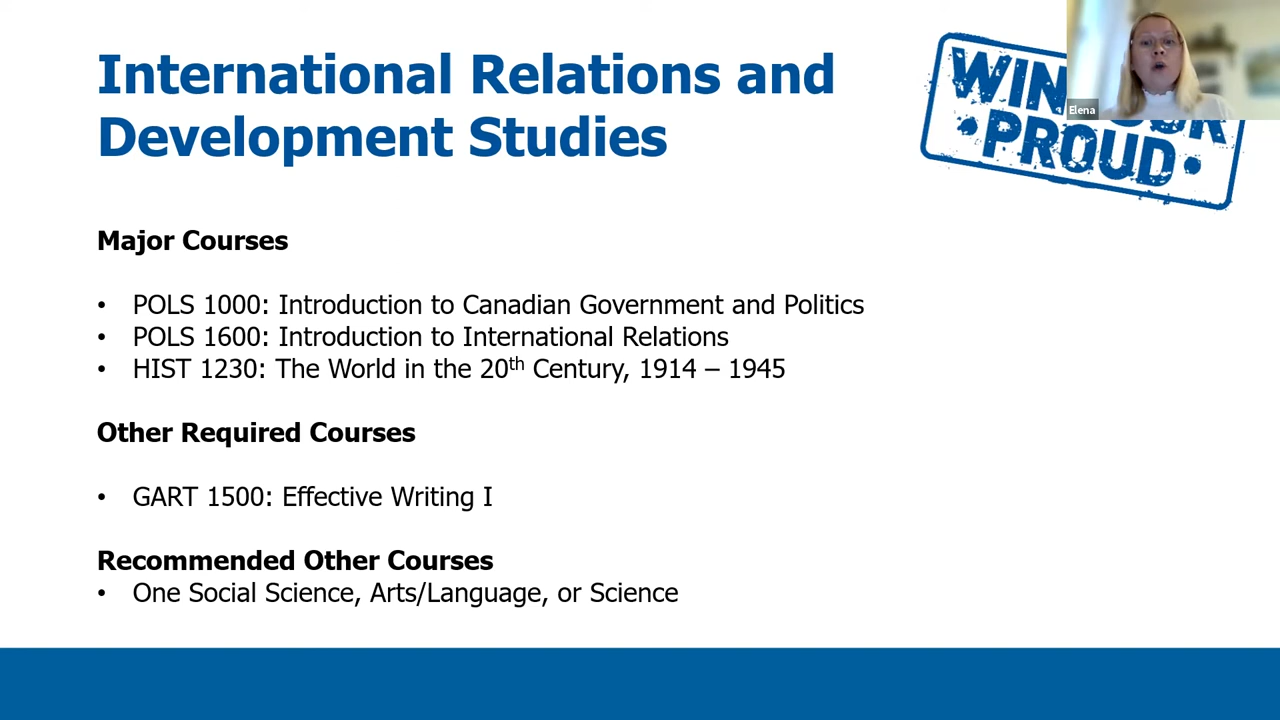 International Relations and
Development Studies
WIN
PROUD
Elena
Major Courses
• POLS 1000: Introduction to Canadian Government and Politics
• POLS 1600: Introduction to International Relations
• HIST 1230: The World in the 20th Century, 1914 – 1945
Other Required Courses
• GART 1500: Effective Writing I
Recommended Other Courses
• One Social Science, Arts/Language, or Science